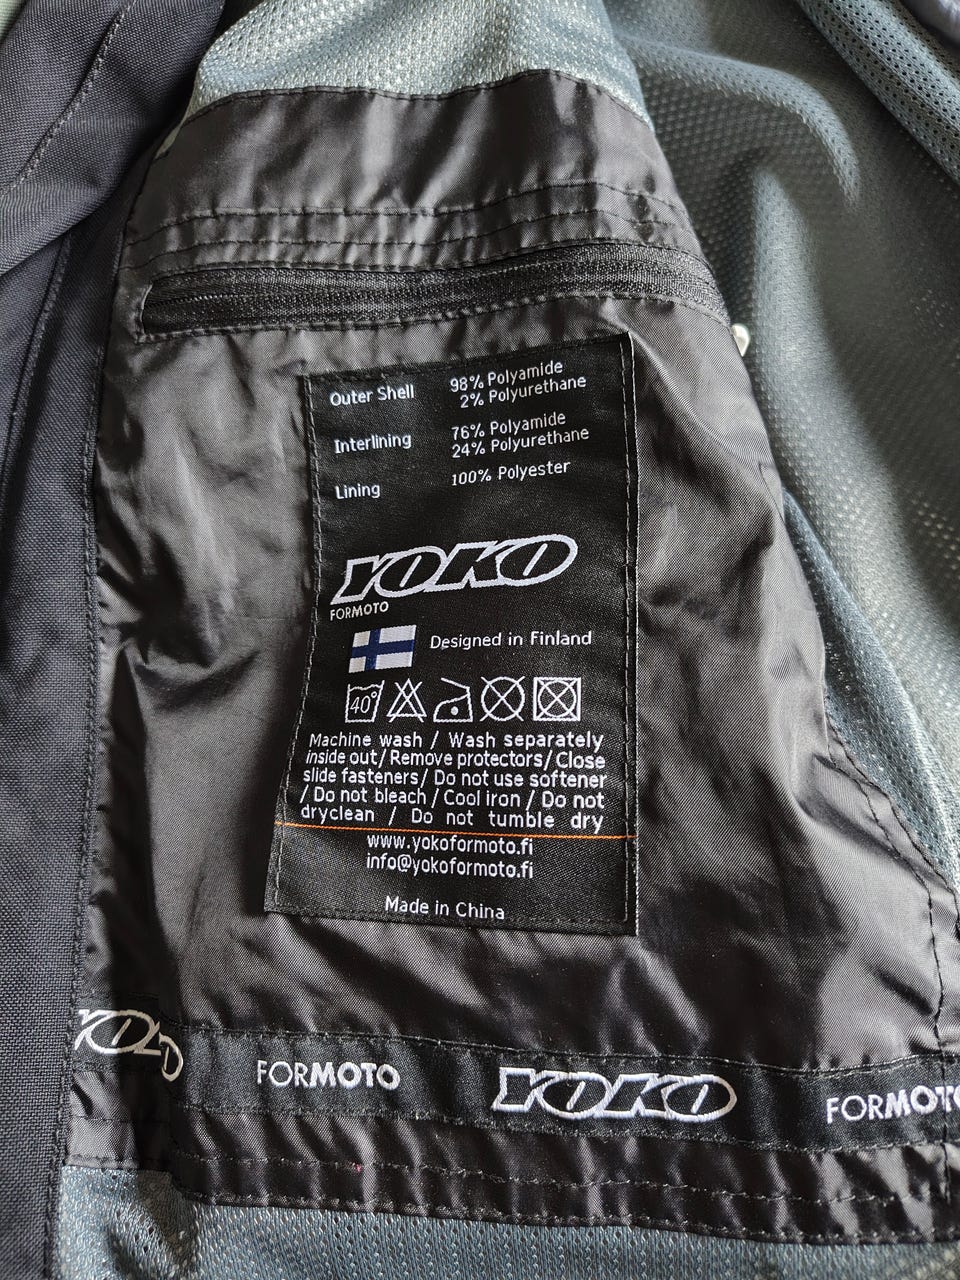 Outer Shell 98% Polyamide
2% Polyurethane
Interlining 76% Polyamide
24% Polyurethane
Lining 100% Polyester
YOKO
FORMOTO
Designed in Finland
40°
Machine wash / Wash separately
inside out / Remove protectors / Close
slide fasteners / Do not use softener
/ Do not bleach / Cool iron / Do not
dryclean / Do not tumble dry
www.yokoformoto.fi
info@yokoformoto.fi
Made in China
YOKO FORMOTO YOKO FORMOTO